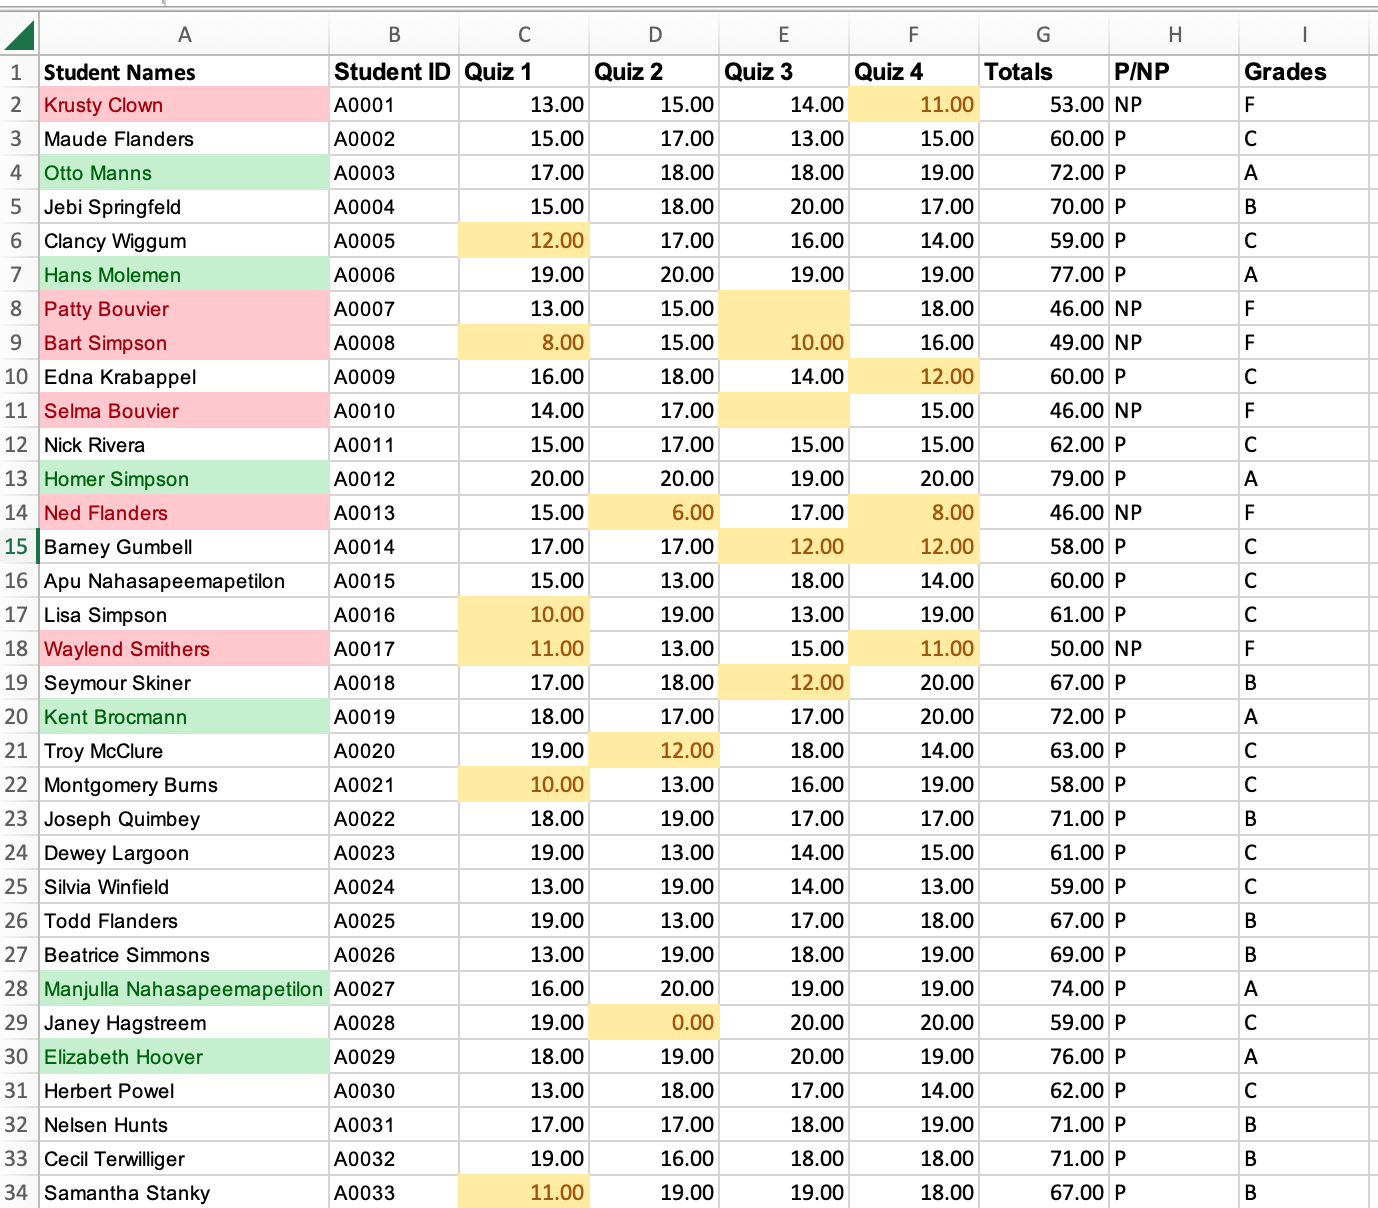 A B C D E F G H I
1 Student Names Student ID Quiz 1 Quiz 2 Quiz 3 Quiz 4 Totals P/NP Grades
2 Krusty Clown A0001 13.00 15.00 14.00 11.00 53.00 NP F
3 Maude Flanders A0002 15.00 17.00 13.00 15.00 60.00 P C
4 Otto Manns A0003 17.00 18.00 18.00 19.00 72.00 P A
5 Jebi Springfeld A0004 15.00 18.00 20.00 17.00 70.00 P B
6 Clancy Wiggum A0005 12.00 17.00 16.00 14.00 59.00 P C
7 Hans Molemen A0006 19.00 20.00 19.00 19.00 77.00 P A
8 Patty Bouvier A0007 13.00 15.00 18.00 46.00 NP F
9 Bart Simpson A0008 8.00 15.00 10.00 16.00 49.00 NP F
10 Edna Krabappel A0009 16.00 18.00 14.00 12.00 60.00 P C
11 Selma Bouvier A0010 14.00 17.00 15.00 46.00 NP F
12 Nick Rivera A0011 15.00 17.00 15.00 15.00 62.00 P C
13 Homer Simpson A0012 20.00 20.00 19.00 20.00 79.00 P A
14 Ned Flanders A0013 15.00 6.00 17.00 8.00 46.00 NP F
15 Barney Gumbell A0014 17.00 17.00 12.00 12.00 58.00 P C
16 Apu Nahasapeemapetilon A0015 15.00 13.00 18.00 14.00 60.00 P C
17 Lisa Simpson A0016 10.00 19.00 13.00 19.00 61.00 P C
18 Waylend Smithers A0017 11.00 13.00 15.00 11.00 50.00 NP F
19 Seymour Skiner A0018 17.00 18.00 12.00 20.00 67.00 P B
20 Kent Brocmann A0019 18.00 17.00 17.00 20.00 72.00 P A
21 Troy McClure A0020 19.00 12.00 18.00 14.00 63.00 P C
22 Montgomery Burns A0021 10.00 13.00 16.00 19.00 58.00 P C
23 Joseph Quimbey A0022 18.00 19.00 17.00 17.00 71.00 P B
24 Dewey Largoon A0023 19.00 13.00 14.00 15.00 61.00 P C
25 Silvia Winfield A0024 13.00 19.00 14.00 13.00 59.00 P C
26 Todd Flanders A0025 19.00 13.00 17.00 18.00 67.00 P B
27 Beatrice Simmons A0026 13.00 19.00 18.00 19.00 69.00 P B
28 Manjulla Nahasapeemapetilon A0027 16.00 20.00 19.00 19.00 74.00 P A
29 Janey Hagstreem A0028 19.00 0.00 20.00 20.00 59.00 P C
30 Elizabeth Hoover A0029 18.00 19.00 20.00 19.00 76.00 P A
31 Herbert Powel A0030 13.00 18.00 17.00 14.00 62.00 P C
32 Nelsen Hunts A0031 17.00 17.00 18.00 19.00 71.00 P B
33 Cecil Terwilliger A0032 19.00 16.00 18.00 18.00 71.00 P B
34 Samantha Stanky A0033 11.00 19.00 19.00 18.00 67.00 P B